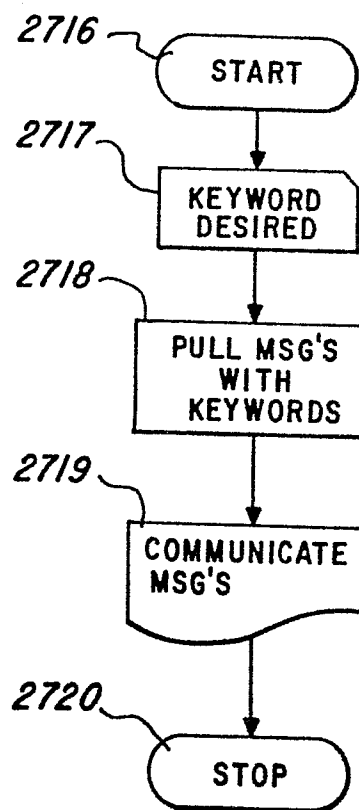 2716
START
2717
KEYWORD
DESIRED
2718
PULL MSG'S
WITH
KEYWORDS
2719
COMMUNICATE
MSG'S
2720
STOP